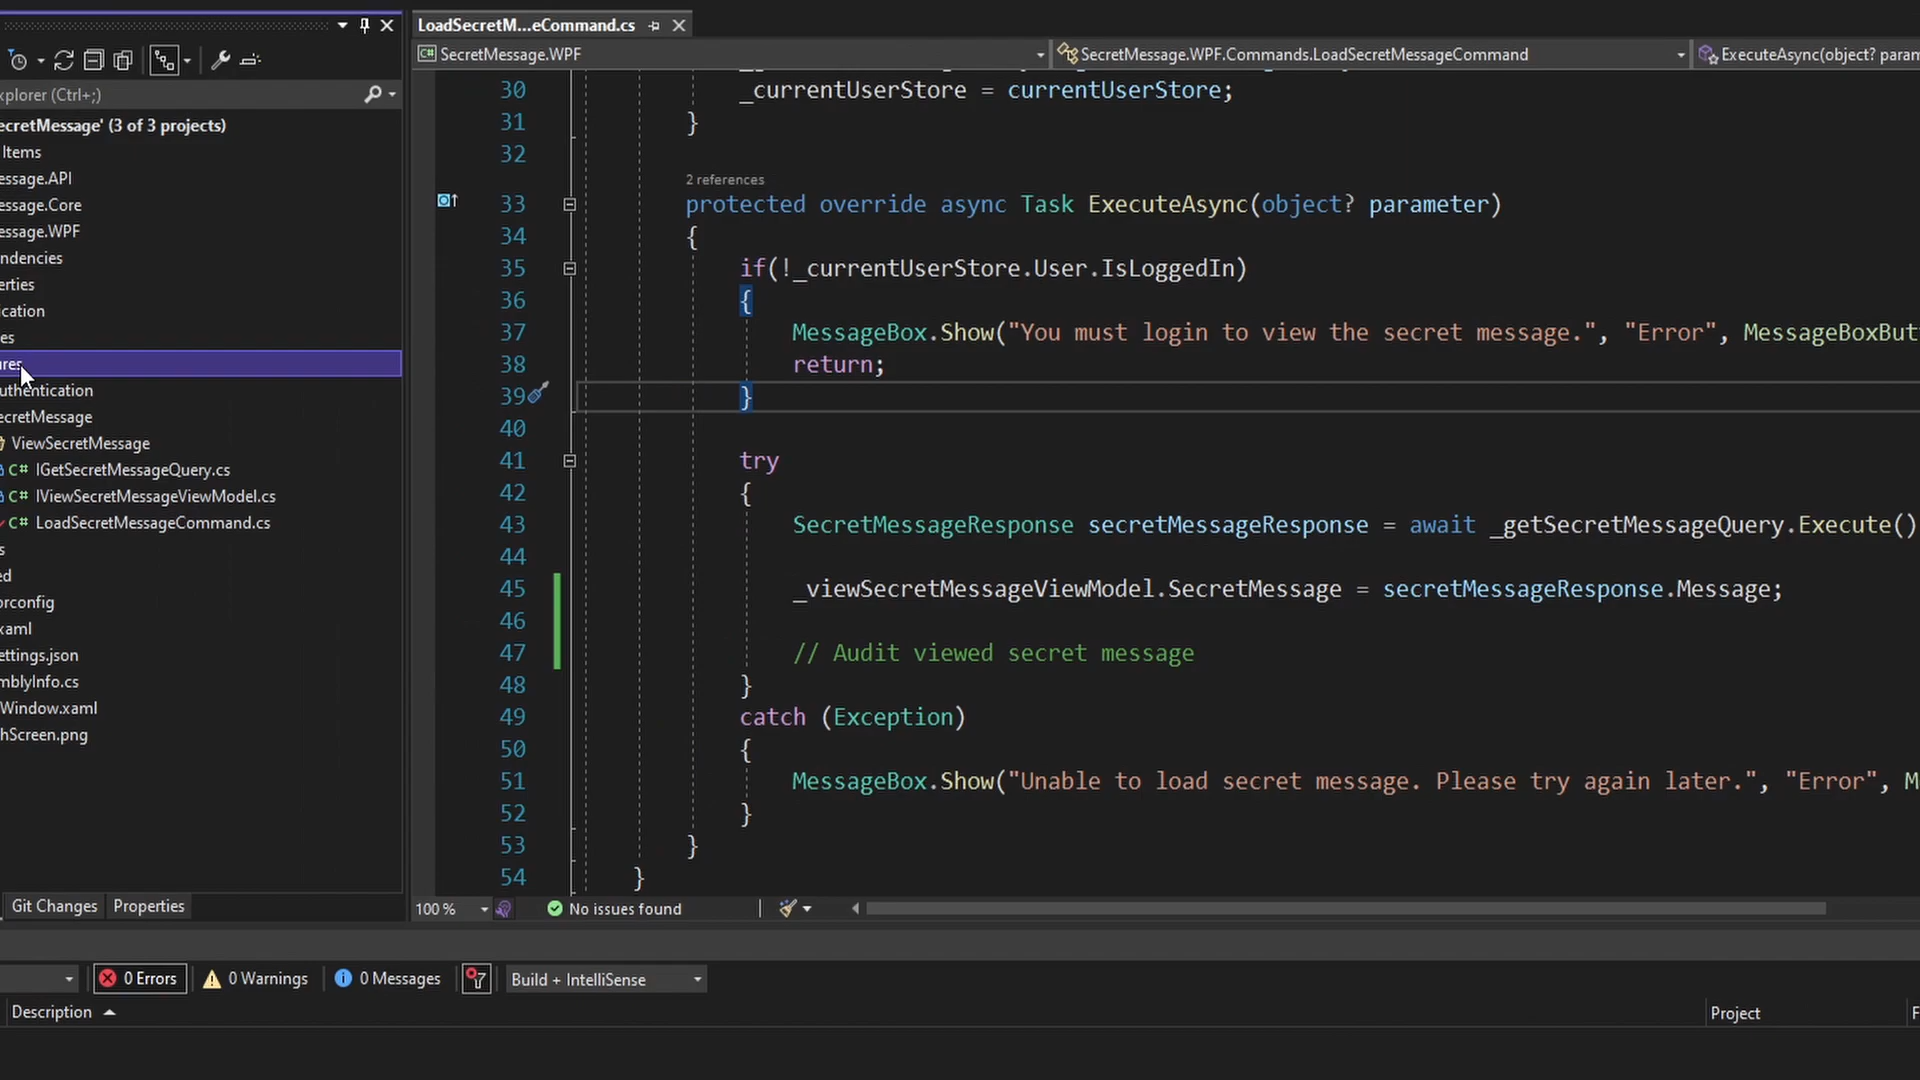 LoadSecretM...eCommand.cs
SecretMessage.WPF
SecretMessage.WPF.Commands.LoadSecretMessageCommand
ExecuteAsync(object? param
xplorer (Ctrl+;)
ecretMessage' (3 of 3 projects)
Items
essage.API
essage.Core
essage.WPF
ndencies
erties
ication
es
ures
uthentication
ecretMessage
ViewSecretMessage
C# IGetSecretMessageQuery.cs
C# IViewSecretMessageViewModel.cs
C# LoadSecretMessageCommand.cs
s
ed
orconfig
xaml
ettings.json
mblyInfo.cs
Window.xaml
hScreen.png
Git Changes
Properties
30 _currentUserStore = currentUserStore;
31 }
32
2 references
33 protected override async Task ExecuteAsync(object? parameter)
34 {
35 if(!_currentUserStore.User.IsLoggedIn)
36 {
37 MessageBox.Show("You must login to view the secret message.", "Error", MessageBoxButt
38 return;
39 }
40
41 try
42 {
43 SecretMessageResponse secretMessageResponse = await _getSecretMessageQuery.Execute()
44
45 _viewSecretMessageViewModel.SecretMessage = secretMessageResponse.Message;
46
47 // Audit viewed secret message
48 }
49 catch (Exception)
50 {
51 MessageBox.Show("Unable to load secret message. Please try again later.", "Error", M
52 }
53 }
54 }
100 %
No issues found
0 Errors
0 Warnings
0 Messages
Build + IntelliSense
Description
Project
F